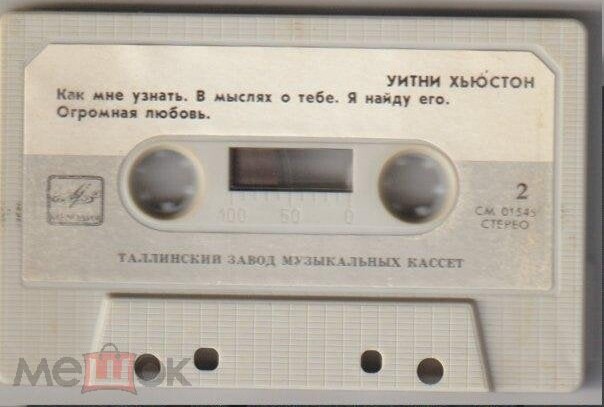 УИТНИ ХЬЮСТОН
Как мне узнать. В мыслях о тебе. Я найду его.
Огромная любовь.
2
СМ 01545
СТЕРЕО
100 50 0
МЕЛОДИЯ
ТАЛЛИНСКИЙ ЗАВОД МУЗЫКАЛЬНЫХ КАССЕТ
мешок